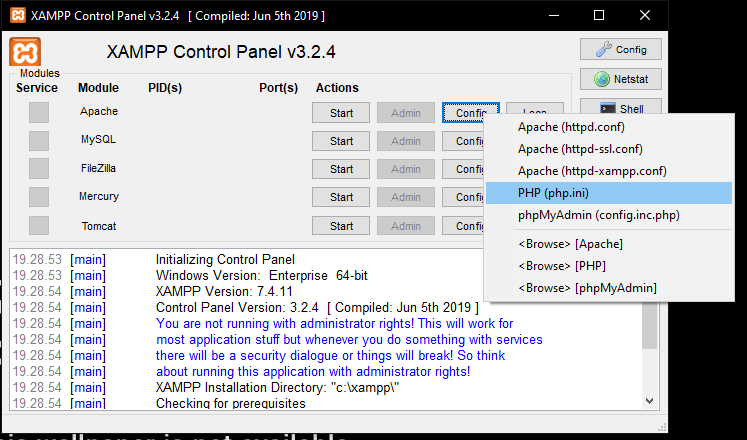 XAMPP Control Panel v3.2.4 [ Compiled: Jun 5th 2019 ]
XAMPP Control Panel v3.2.4
Config
Modules
Service Module PID(s) Port(s) Actions
Netstat
Shell
Apache Start Admin Config Logs
MySQL Start Admin Config
FileZilla Start Admin Config
Mercury Start Admin Config
Tomcat Start Admin Config
Apache (httpd.conf)
Apache (httpd-ssl.conf)
Apache (httpd-xampp.conf)
PHP (php.ini)
phpMyAdmin (config.inc.php)
<Browse> [Apache]
<Browse> [PHP]
<Browse> [phpMyAdmin]
19.28.53 [main] Initializing Control Panel
19.28.53 [main] Windows Version: Enterprise 64-bit
19.28.54 [main] XAMPP Version: 7.4.11
19.28.54 [main] Control Panel Version: 3.2.4 [ Compiled: Jun 5th 2019 ]
19.28.54 [main] You are not running with administrator rights! This will work for
19.28.54 [main] most application stuff but whenever you do something with services
19.28.54 [main] there will be a security dialogue or things will break! So think
19.28.54 [main] about running this application with administrator rights!
19.28.54 [main] XAMPP Installation Directory: "c:\xampp\"
19.28.54 [main] Checking for prerequisites
wallpaper is not available